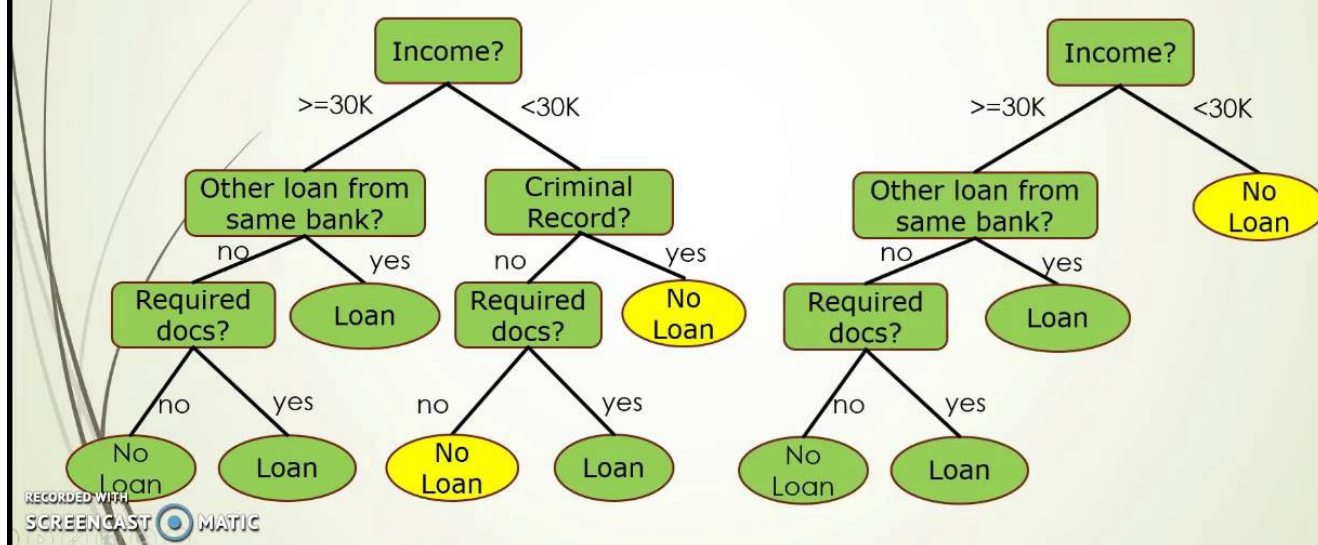 Income?
Income?
>=30K
<30K
>=30K
<30K
Other loan from
same bank?
Criminal
Record?
Other loan from
same bank?
No
Loan
no
yes
no
yes
no
yes
Required
docs?
Loan
Required
docs?
No
Loan
Required
docs?
Loan
no
yes
no
yes
no
yes
No
Loan
Loan
No
Loan
Loan
No
Loan
Loan
RECORDED WITH
SCREENCAST MATIC